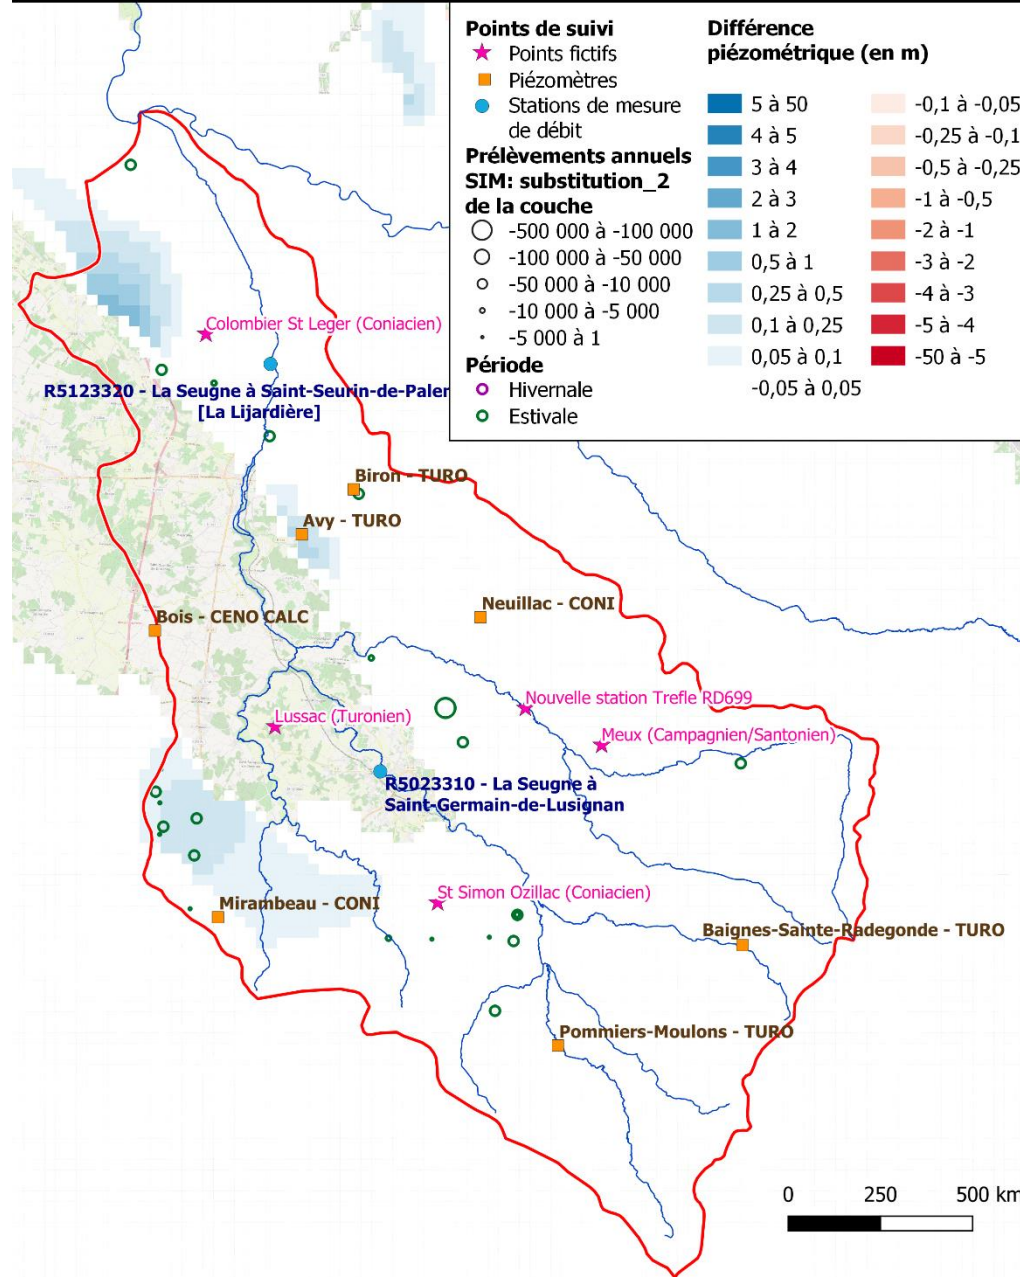 Points de suivi
Points fictifs
Piézomètres
Stations de mesure
de débit
Prélèvements annuels
SIM: substitution_2
de la couche
-500 000 à -100 000
-100 000 à -50 000
-50 000 à -10 000
-10 000 à -5 000
-5 000 à 1
Période
Hivernale
Estivale
Différence
piézométrique (en m)
5 à 50
4 à 5
3 à 4
2 à 3
1 à 2
0,5 à 1
0,25 à 0,5
0,1 à 0,25
0,05 à 0,1
-0,05 à 0,05
-0,1 à -0,05
-0,25 à -0,1
-0,5 à -0,25
-1 à -0,5
-2 à -1
-3 à -2
-4 à -3
-5 à -4
-50 à -5
Colombier St Leger (Coniacien)
R5123320 - La Seugne à Saint-Seurin-de-Paler
[La Lijardière]
Biron - TURO
Avy - TURO
Neuillac - CONI
Bois - CENO CALC
Nouvelle station Trefle RD699
Lussac (Turonien)
Meux (Campagnien/Santonien)
R5023310 - La Seugne à
Saint-Germain-de-Lusignan
St Simon Ozillac (Coniacien)
Mirambeau - CONI
Baignes-Sainte-Radegonde - TURO
Pommiers-Moulons - TURO
0 250 500 km